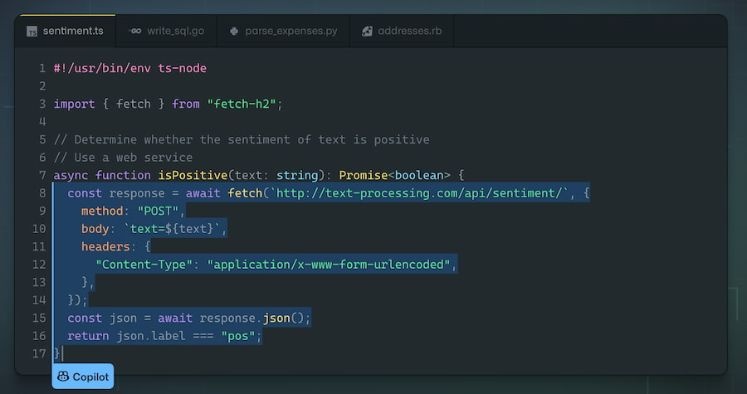 sentiment.ts write_sql.go parse_expenses.py addresses.rb
1 #!/usr/bin/env ts-node
2
3 import { fetch } from "fetch-h2";
4
5 // Determine whether the sentiment of text is positive
6 // Use a web service
7 async function isPositive(text: string): Promise<boolean> {
8 const response = await fetch(`http://text-processing.com/api/sentiment/`, {
9 method: "POST",
10 body: `text=${text}`,
11 headers: {
12 "Content-Type": "application/x-www-form-urlencoded",
13 },
14 });
15 const json = await response.json();
16 return json.label === "pos";
17 }
Copilot